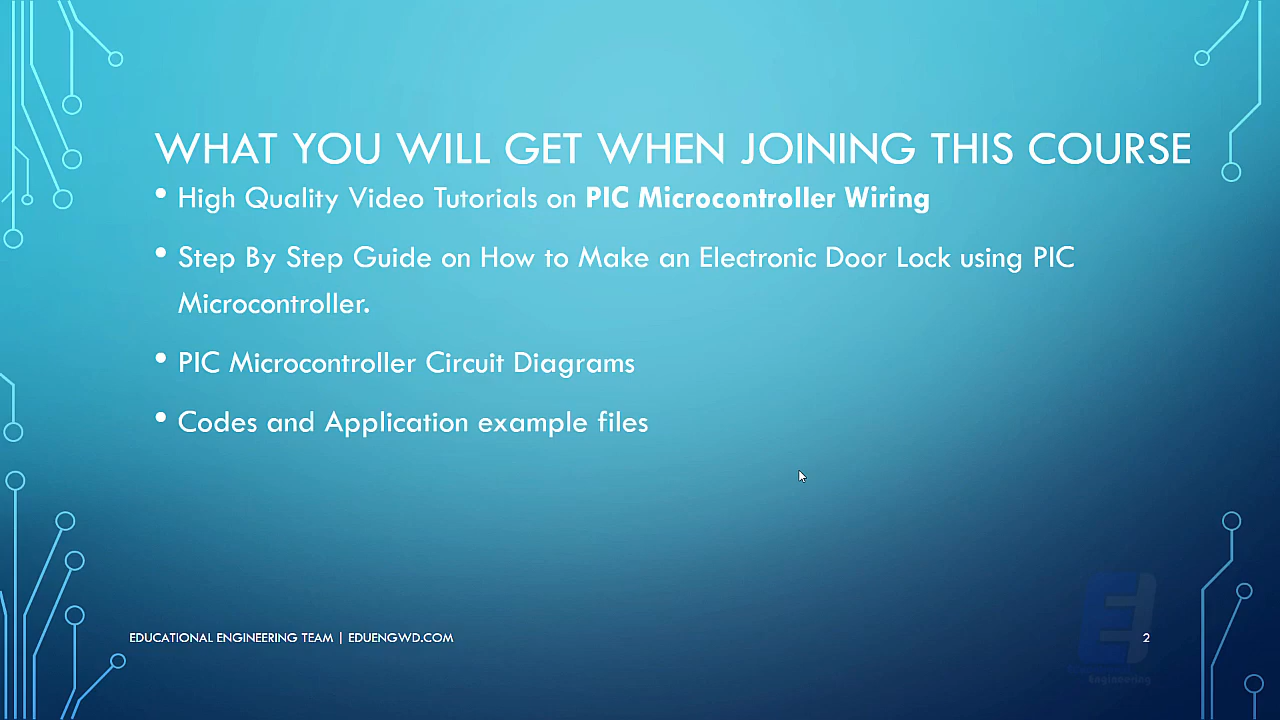 WHAT YOU WILL GET WHEN JOINING THIS COURSE
• High Quality Video Tutorials on PIC Microcontroller Wiring
• Step By Step Guide on How to Make an Electronic Door Lock using PIC
Microcontroller.
• PIC Microcontroller Circuit Diagrams
• Codes and Application example files
EDUCATIONAL ENGINEERING TEAM | EDUENGWD.COM
2
Engineering